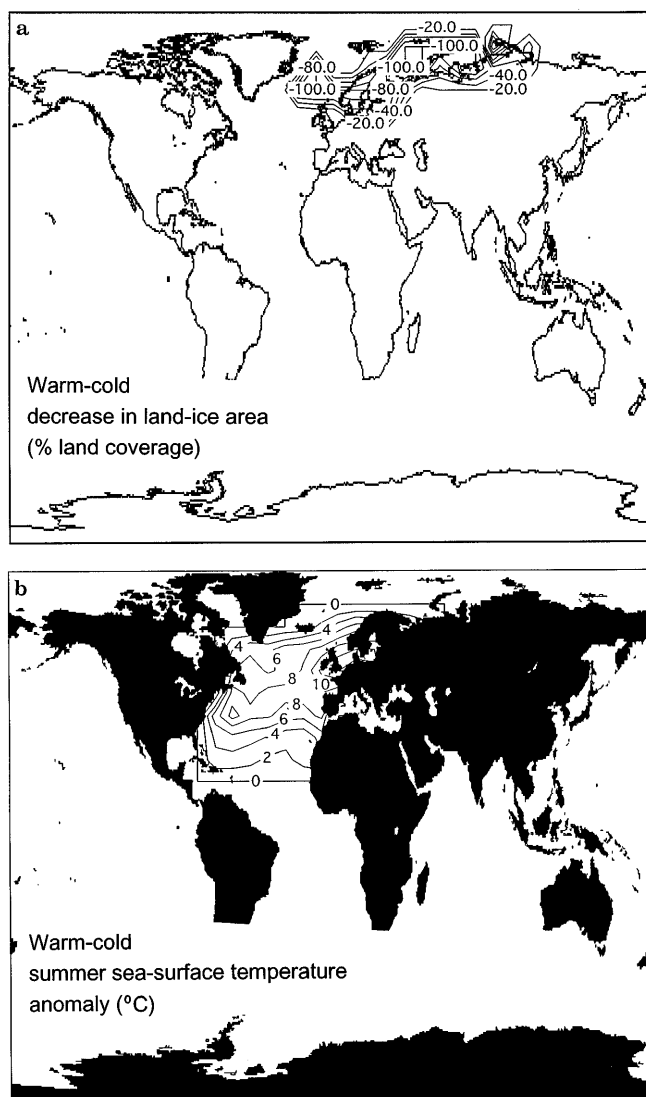 a
-20.0
-100.0
-80.0
-40.0
-100.0
-80.0
-20.0
-40.0
-20.0
Warm-cold
decrease in land-ice area
(% land coverage)
b
0
4
4
6
10
8
8
6
4
2
0
Warm-cold
summer sea-surface temperature
anomaly (°C)